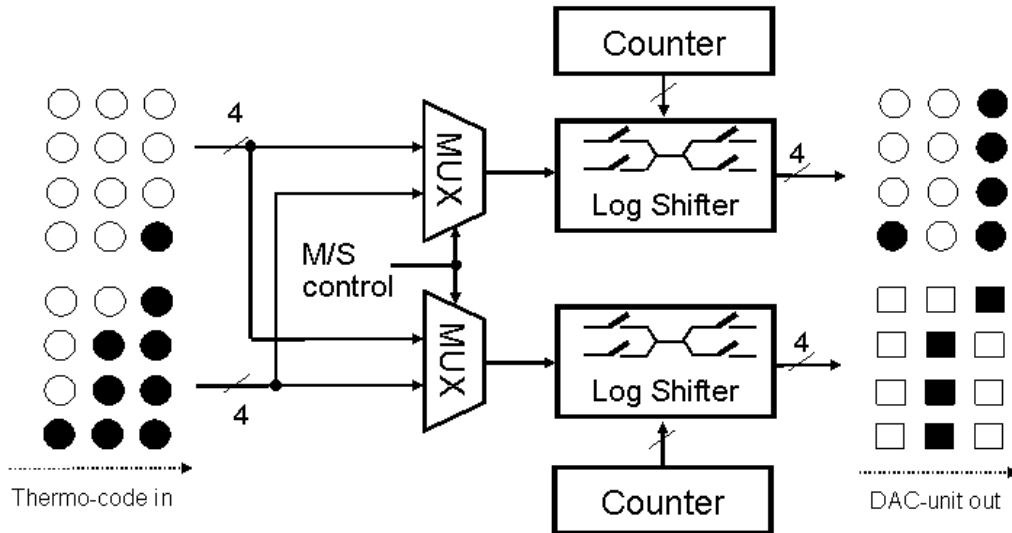 Counter
4
MUX
Log Shifter
4
M/S
control
MUX
Log Shifter
4
4
Counter
Thermo-code in
DAC-unit out